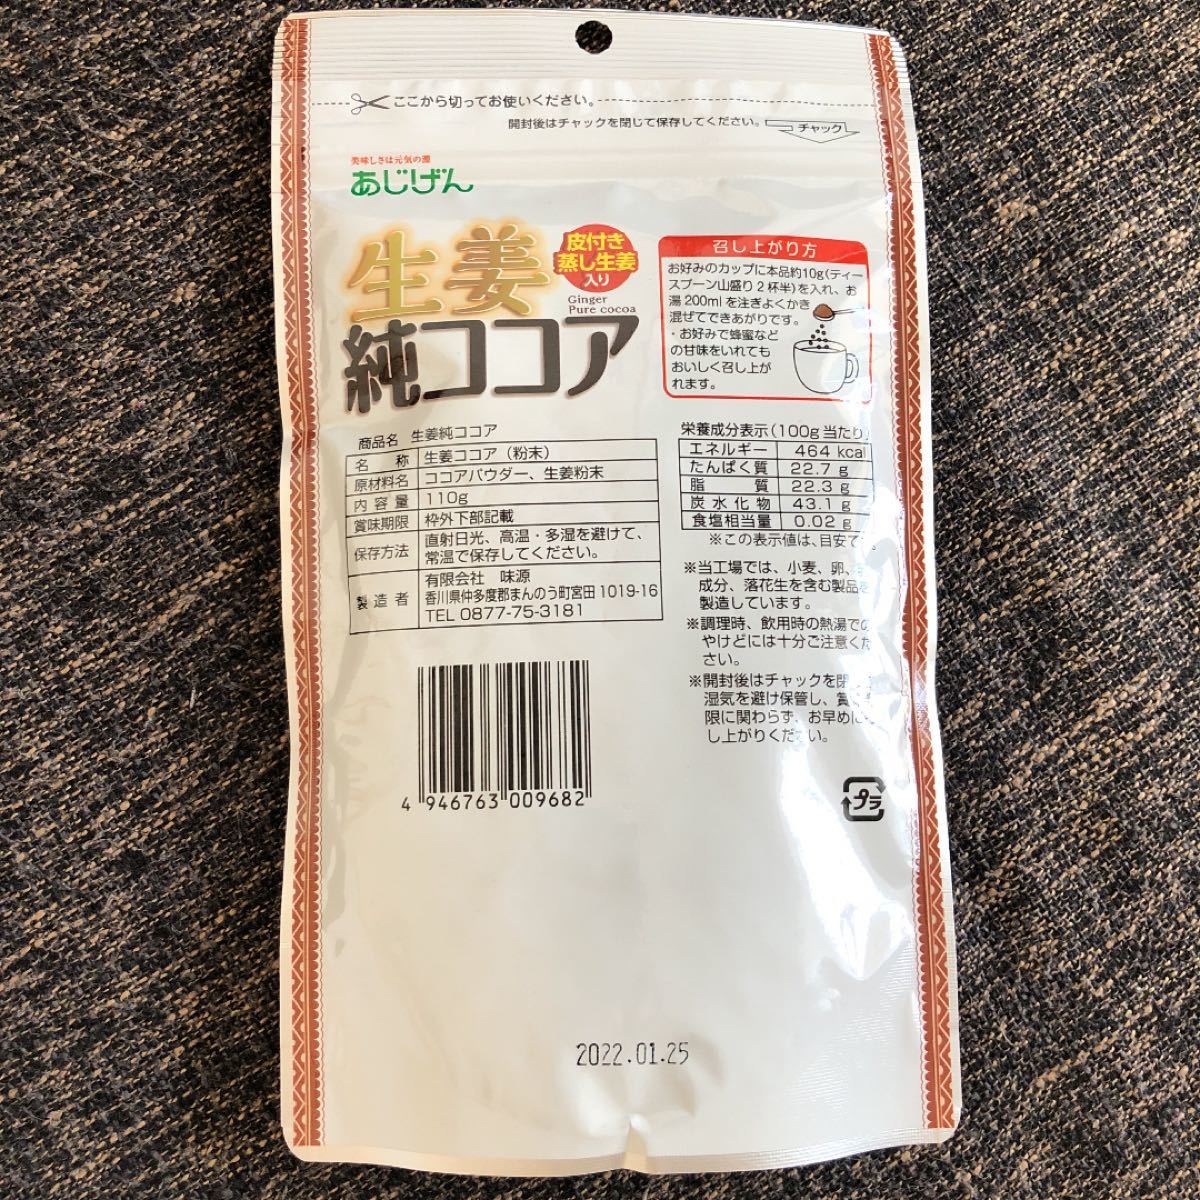 ここから切ってお使いください。
開封後はチャックを閉じて保存してください。
チャック
美味しさは元気の源
あじげん
生姜
皮付き
蒸し生姜
入り
Ginger
Pure cocoa
純ココア
召し上がり方
お好みのカップに本品約10g(ティー
スプーン山盛り2杯半)を入れ、お
湯200mlを注ぎよくかき
混ぜてできあがりです。
・お好みで蜂蜜など
の甘味をいれても
おいしく召し上が
れます。
商品名 生姜純ココア
名称 生姜ココア(粉末)
原材料名 ココアパウダー、生姜粉末
内容量 110g
賞味期限 枠外下部記載
保存方法 直射日光、高温・多湿を避けて、
常温で保存してください。
製造者 有限会社 味源
香川県仲多度郡まんのう町宮田1019-16
TEL 0877-75-3181
栄養成分表示(100g当たり)
エネルギー 464 kcal
たんぱく質 22.7 g
脂質 22.3 g
炭水化物 43.1 g
食塩相当量 0.02 g
※この表示値は、目安で
※当工場では、小麦、卵、
成分、落花生を含む製品を
製造しています。
※調理時、飲用時の熱湯での
やけどには十分ご注意くだ
さい。
※開封後はチャックを閉
湿気を避け保管し、賞
限に関わらず、お早めに
し上がりください。
4 946763 009682
プラ
2022.01.25